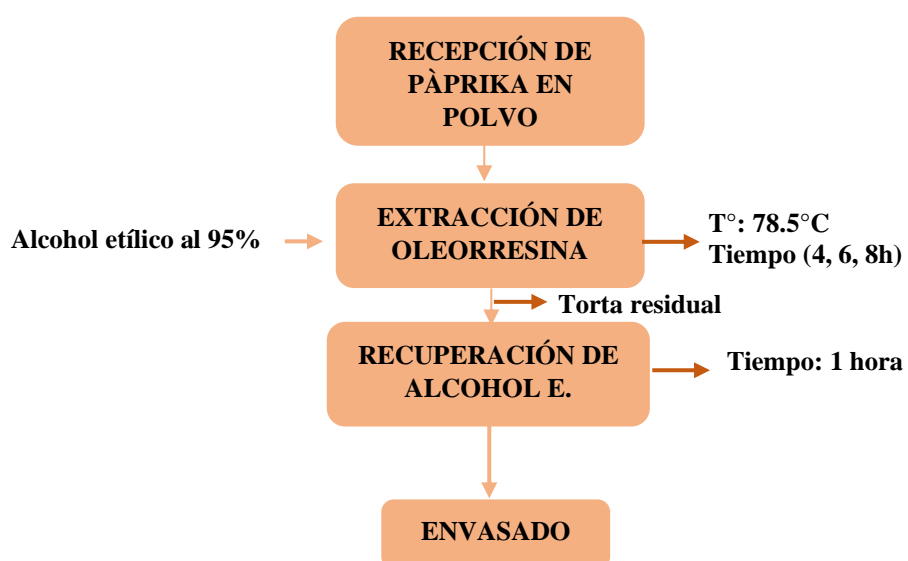 RECEPCIÓN DE
PÀPRIKA EN
POLVO
Alcohol etílico al 95%
EXTRACCIÓN DE
OLEORRESINA
T°: 78.5°C
Tiempo (4, 6, 8h)
Torta residual
RECUPERACIÓN DE
ALCOHOL E.
Tiempo: 1 hora
ENVASADO